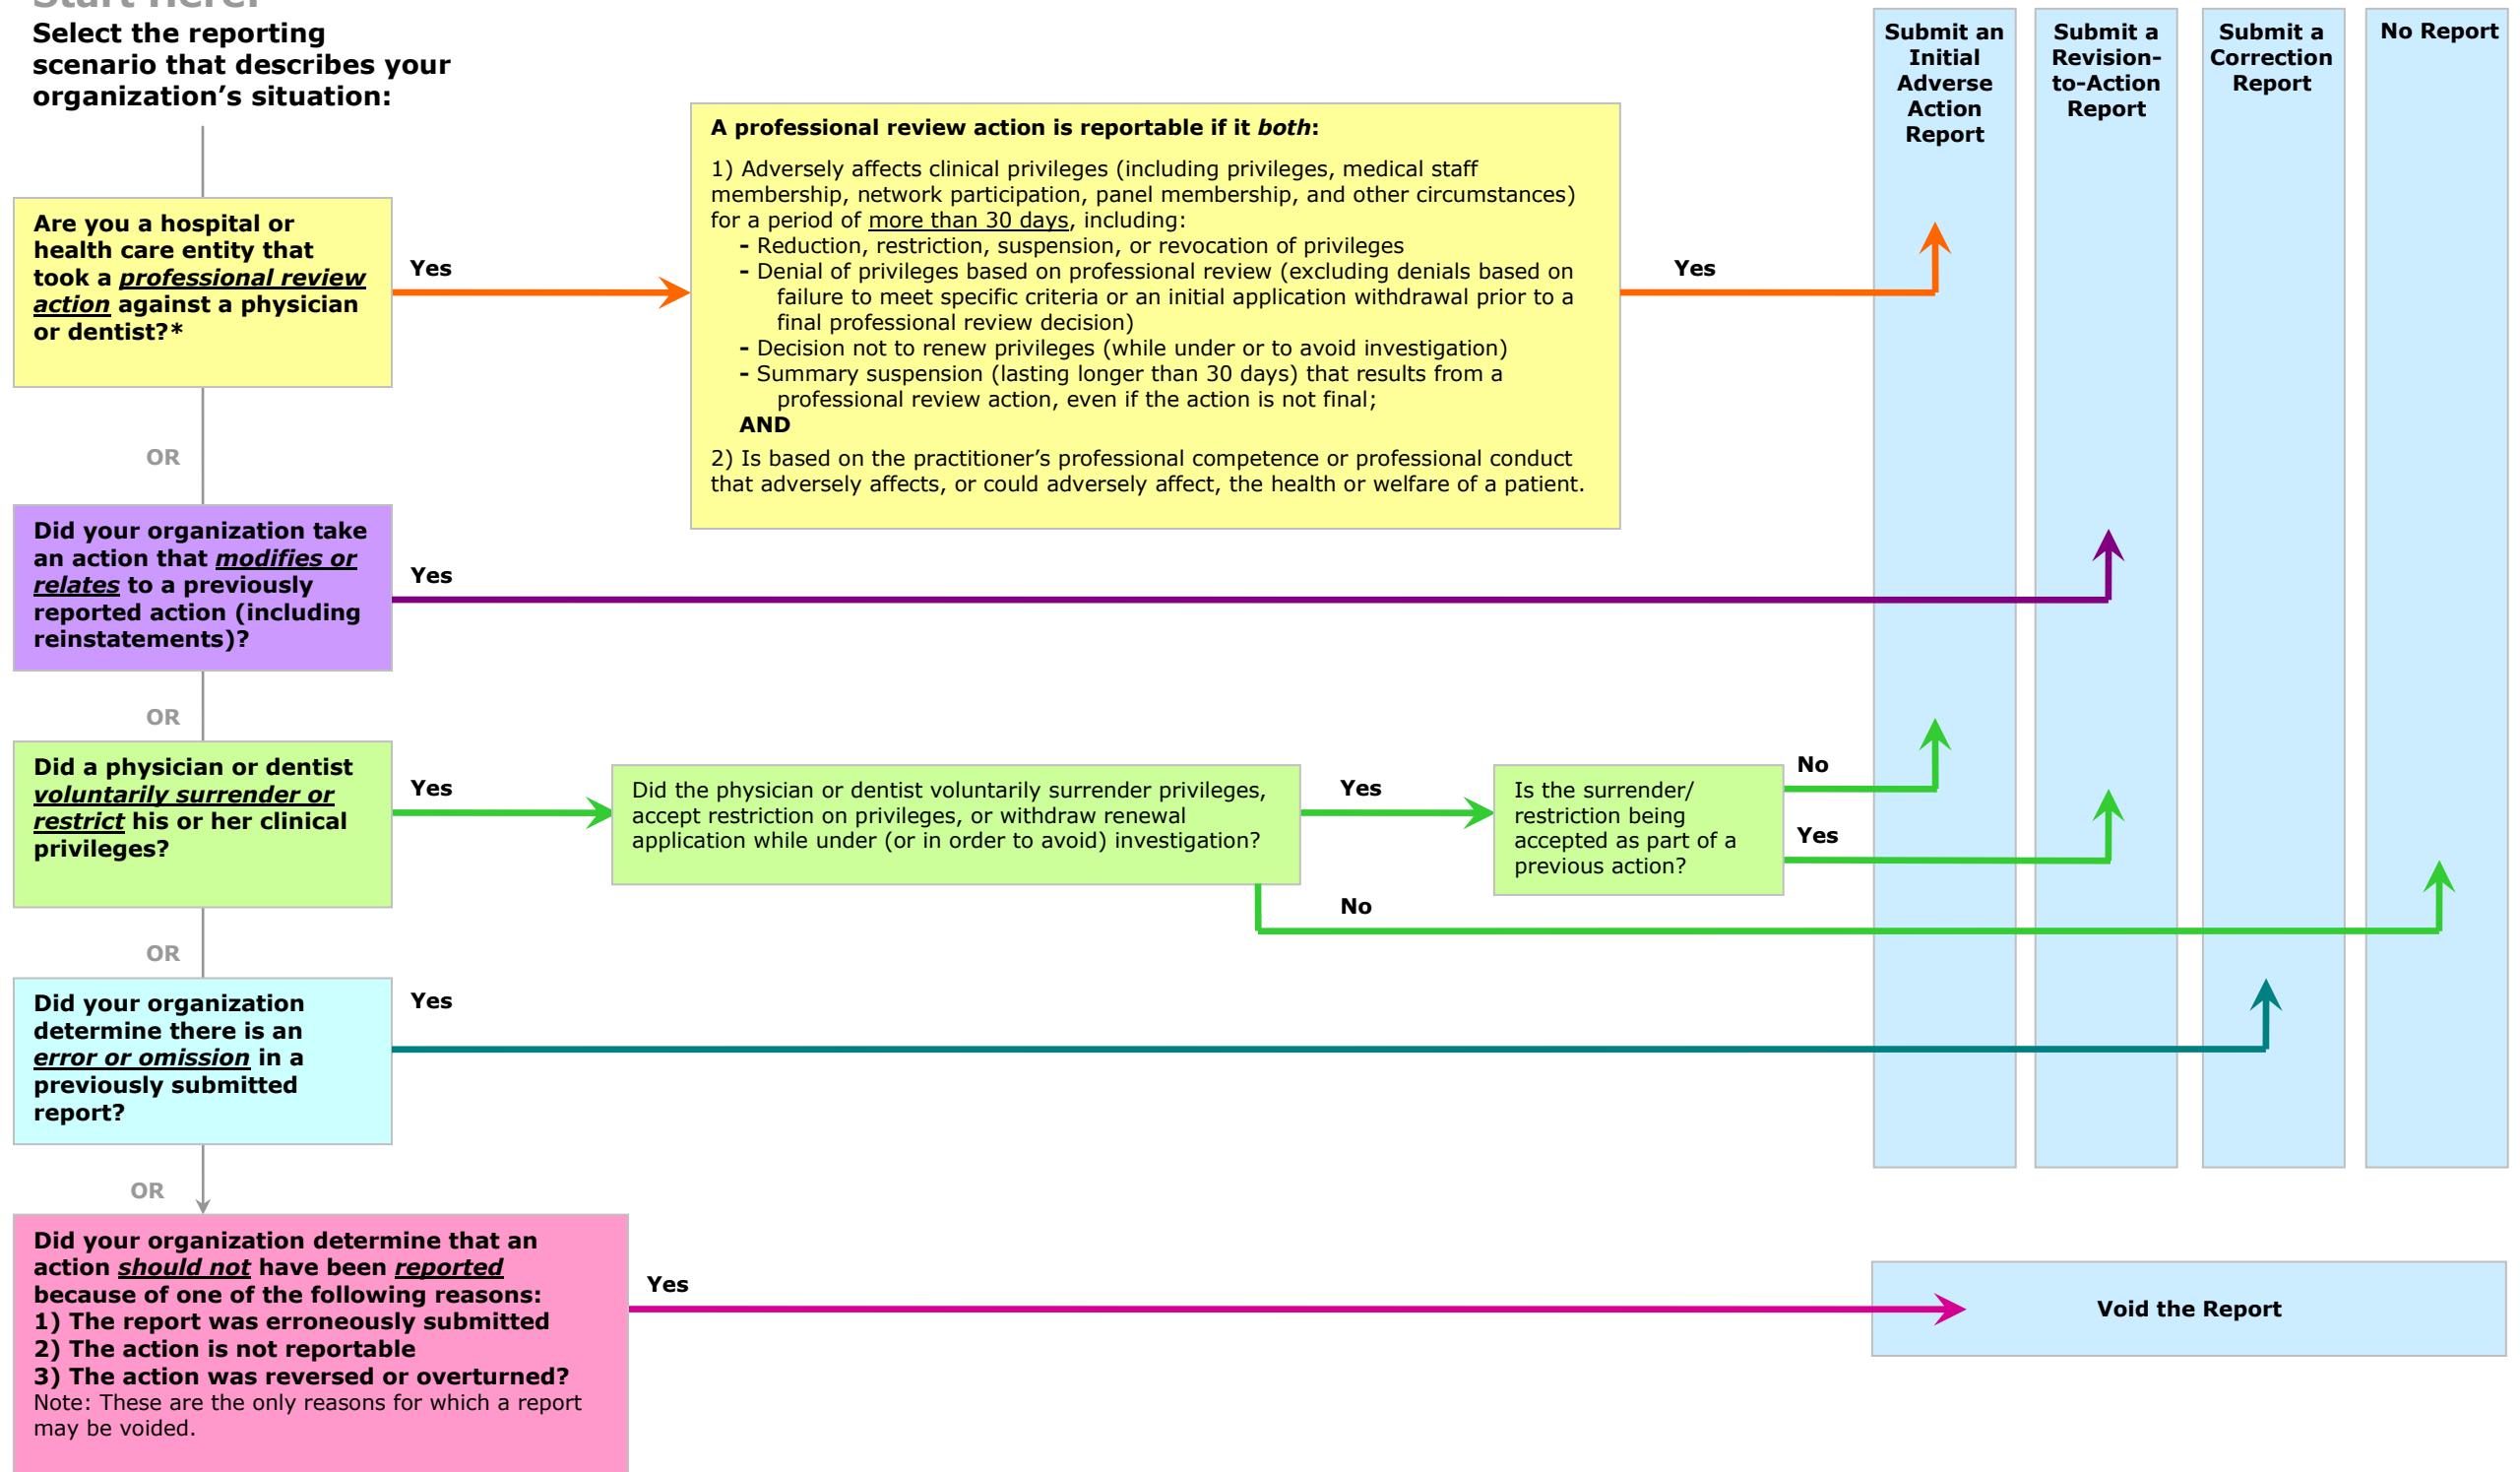 Start Here:
Select the reporting
scenario that describes your
organization’s situation:
Submit an
Initial
Adverse
Action
Report
Submit a
Revision-
to-Action
Report
Submit a
Correction
Report
No Report
Are you a hospital or
health care entity that
took a professional review
action against a physician
or dentist?*
Yes
A professional review action is reportable if it both:
1) Adversely affects clinical privileges (including privileges, medical staff
membership, network participation, panel membership, and other circumstances)
for a period of more than 30 days, including:
- Reduction, restriction, suspension, or revocation of privileges
- Denial of privileges based on professional review (excluding denials based on
failure to meet specific criteria or an initial application withdrawal prior to a
final professional review decision)
- Decision not to renew privileges (while under or to avoid investigation)
- Summary suspension (lasting longer than 30 days) that results from a
professional review action, even if the action is not final;
AND
2) Is based on the practitioner’s professional competence or professional conduct
that adversely affects, or could adversely affect, the health or welfare of a patient.
Yes
OR
Did your organization take
an action that modifies or
relates to a previously
reported action (including
reinstatements)?
Yes
OR
Did a physician or dentist
voluntarily surrender or
restrict his or her clinical
privileges?
Yes
Did the physician or dentist voluntarily surrender privileges,
accept restriction on privileges, or withdraw renewal
application while under (or in order to avoid) investigation?
Yes
No
Is the surrender/
restriction being
accepted as part of a
previous action?
No
Yes
OR
Did your organization
determine there is an
error or omission in a
previously submitted
report?
Yes
OR
Did your organization determine that an
action should not have been reported
because of one of the following reasons:
1) The report was erroneously submitted
2) The action is not reportable
3) The action was reversed or overturned?
Note: These are the only reasons for which a report
may be voided.
Yes
Void the Report